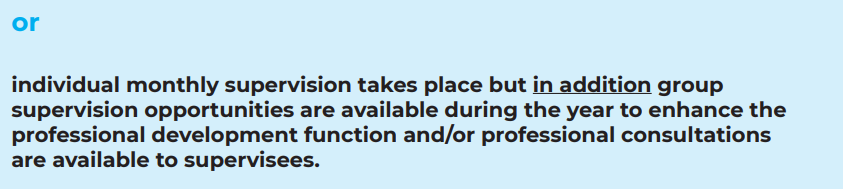 or
individual monthly supervision takes place but in addition group
supervision opportunities are available during the year to enhance the
professional development function and/or professional consultations
are available to supervisees.